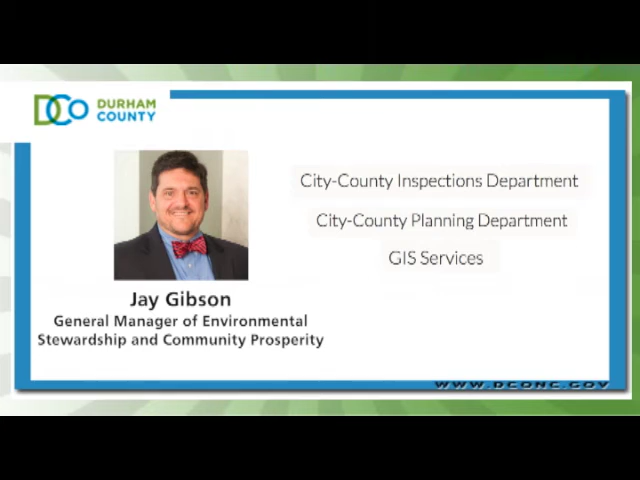 DCo DURHAM
COUNTY
City-County Inspections Department
City-County Planning Department
GIS Services
Jay Gibson
General Manager of Environmental
Stewardship and Community Prosperity
WWW.DCONC.GOV